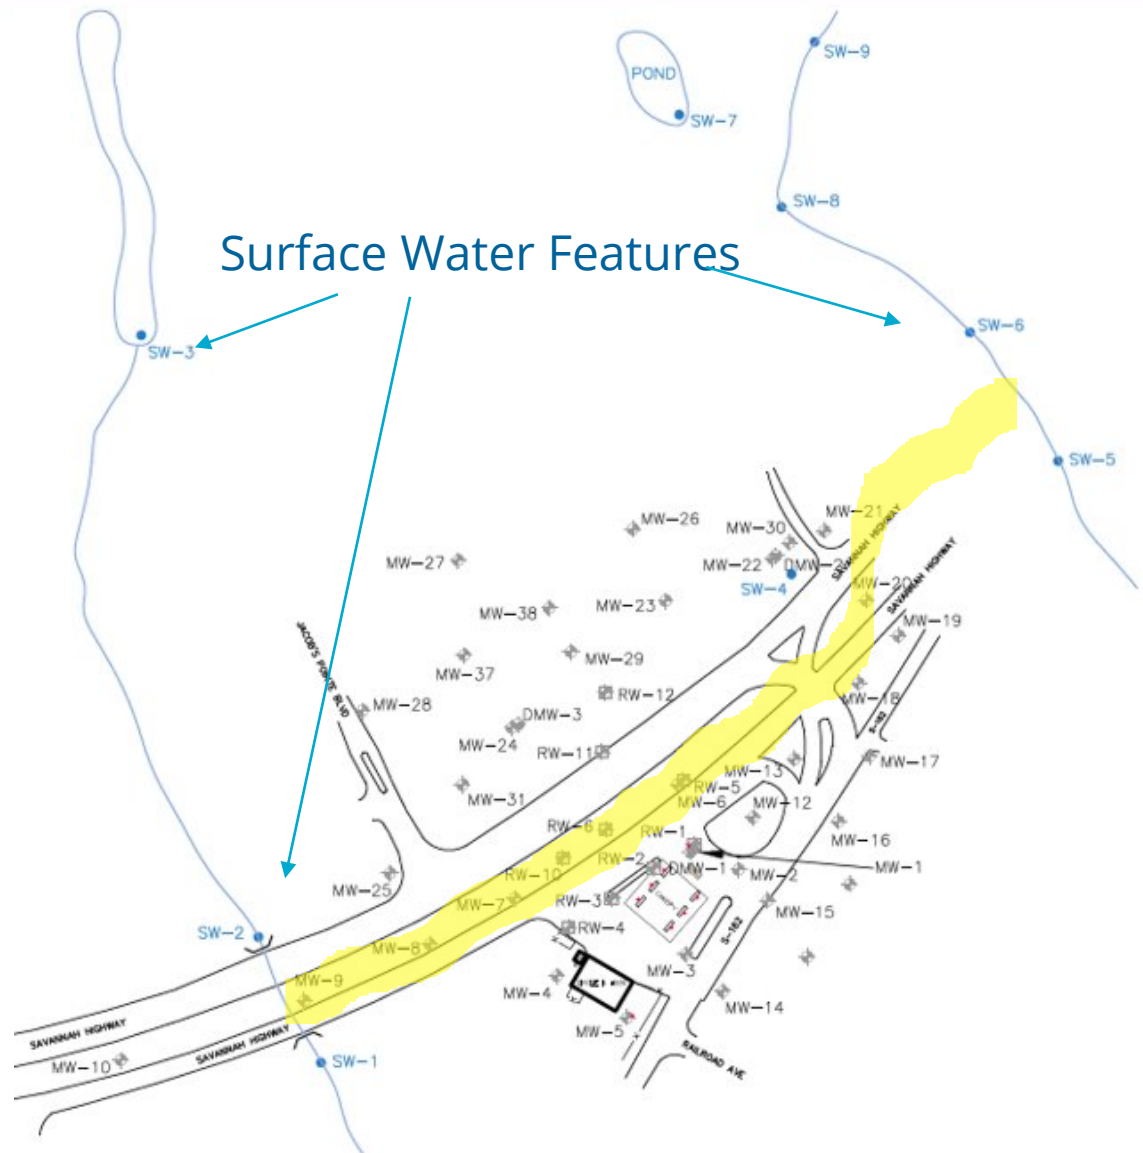 SW-9
POND
SW-7
SW-8
Surface Water Features
SW-6
SW-3
SW-5
MW-21
MW-26
MW-30
SAVANNAH HIGHWAY
MW-27
MW-22
SW-4
MW-20
SAVANNAH HIGHWAY
MW-38
MW-23
MW-19
JACOB'S POINTE BLVD
MW-29
MW-37
RW-12
MW-18
MW-28
DMW-3
S-162
MW-24
RW-11
MW-17
MW-13
MW-31
RW-5
MW-6
MW-12
RW-6
RW-1
MW-16
RW-2
DMW-1
MW-2
MW-1
RW-10
MW-25
MW-7
RW-3
MW-15
RW-4
S-162
SW-2
MW-8
MW-3
MW-9
MW-4
MW-14
MW-5
SAVANNAH HIGHWAY
SAVANNAH HIGHWAY
RAILROAD AVE
MW-10
SW-1